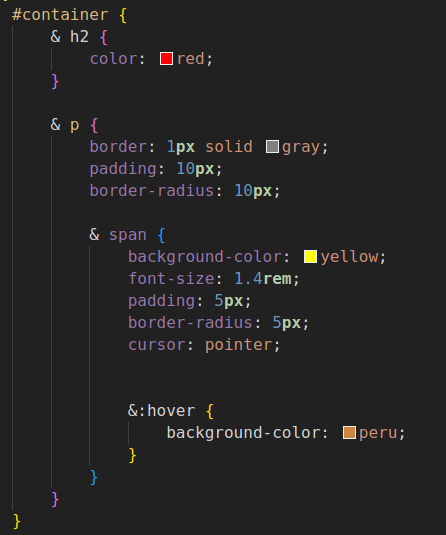 #container {
    & h2 {
        color: red;
    }

    & p {
        border: 1px solid gray;
        padding: 10px;
        border-radius: 10px;

        & span {
            background-color: yellow;
            font-size: 1.4rem;
            padding: 5px;
            border-radius: 5px;
            cursor: pointer;


            &:hover {
                background-color: peru;
            }
        }
    }
}